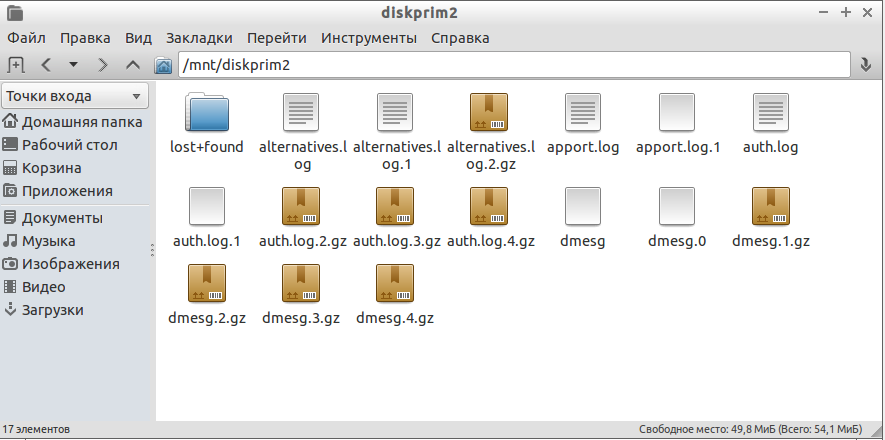 diskprim2
Файл Правка Вид Закладки Перейти Инструменты Справка
/mnt/diskprim2
Точки входа
Домашняя папка
Рабочий стол
Корзина
Приложения
Документы
Музыка
Изображения
Видео
Загрузки
lost+found alternatives.l alternatives.l alternatives.l apport.log apport.log.1 auth.log
og og.1 og.2.gz
auth.log.1 auth.log.2.gz auth.log.3.gz auth.log.4.gz dmesg dmesg.0 dmesg.1.gz
dmesg.2.gz dmesg.3.gz dmesg.4.gz
17 элементов Свободное место: 49,8 МиБ (Всего: 54,1 МиБ)